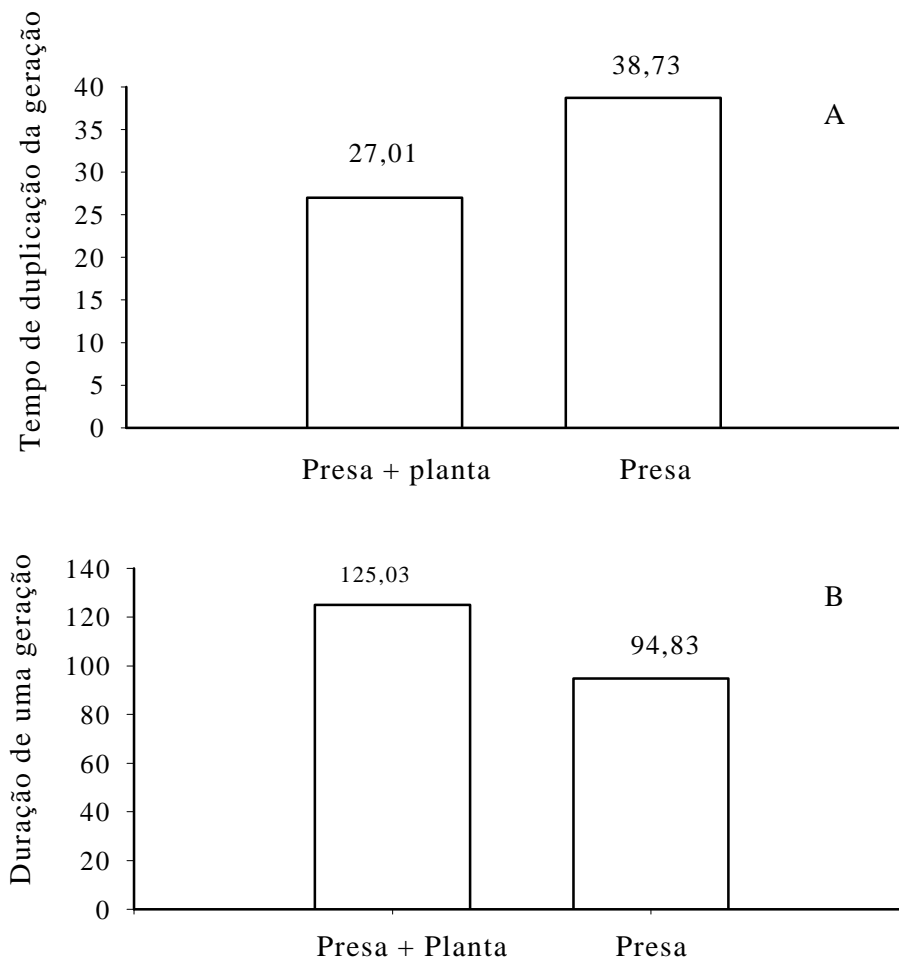 Tempo de duplicação da geração
40
35
30
25
20
15
10
5
0
27,01
38,73
A
Presa + planta
Presa
Duração de uma geração
140
120
100
80
60
40
20
0
125,03
94,83
B
Presa + Planta
Presa